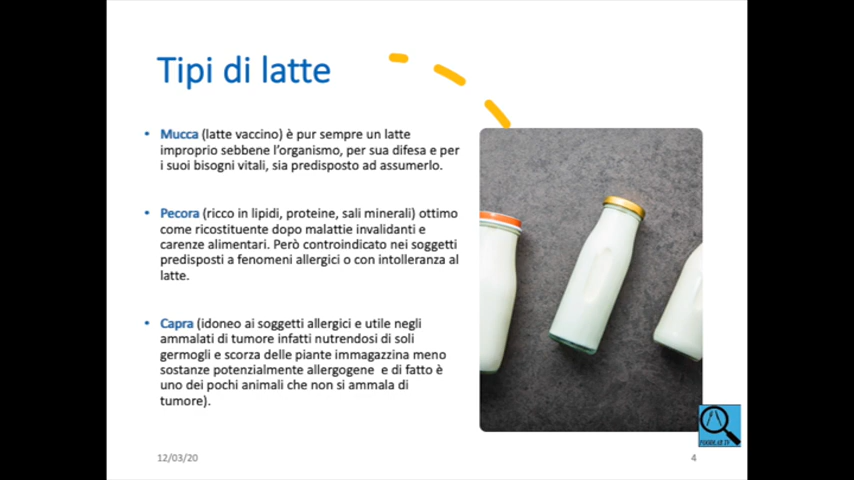 Tipi di latte
• Mucca (latte vaccino) è pur sempre un latte
improprio sebbene l'organismo, per sua difesa e per
i suoi bisogni vitali, sia predisposto ad assumerlo.
• Pecora (ricco in lipidi, proteine, sali minerali) ottimo
come ricostituente dopo malattie invalidanti e
carenze alimentari. Però controindicato nei soggetti
predisposti a fenomeni allergici o con intolleranza al
latte.
• Capra (idoneo ai soggetti allergici e utile negli
ammalati di tumore infatti nutrendosi di soli
germogli e scorza delle piante immagazzina meno
sostanze potenzialmente allergogene e di fatto è
uno dei pochi animali che non si ammala di
tumore).
FOODLAB TV
12/03/20
4